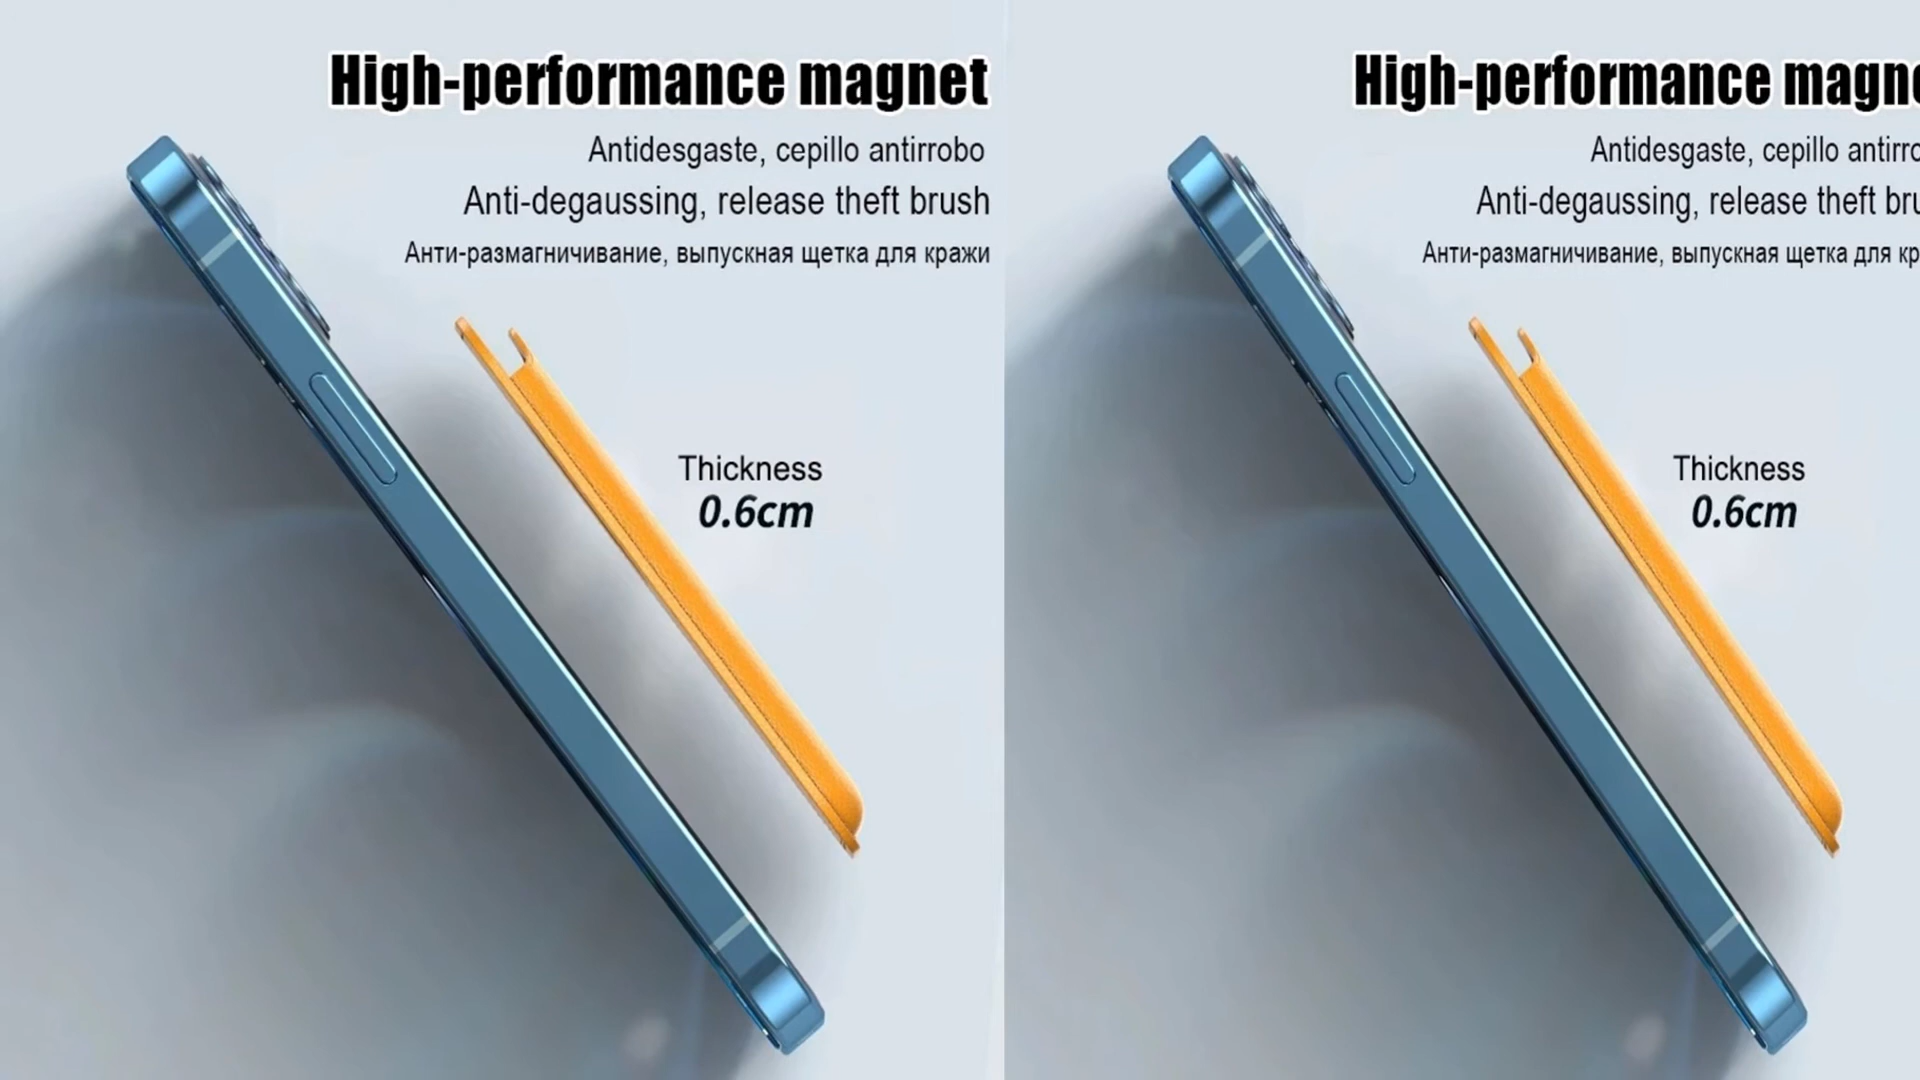 High-performance magnet
Antidesgaste, cepillo antirrobo
Anti-degaussing, release theft brush
Анти-размагничивание, выпускная щетка для кражи
Thickness
0.6cm
High-performance magne
Antidesgaste, cepillo antirro
Anti-degaussing, release theft bru
Анти-размагничивание, выпускная щетка для кр
Thickness
0.6cm